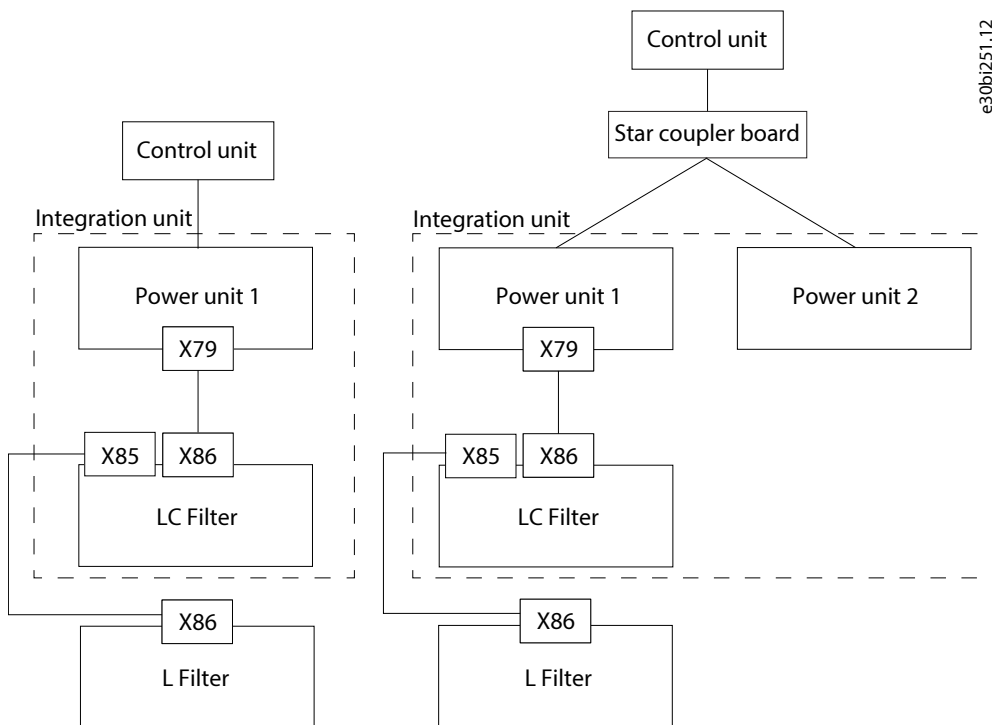 Control unit
Integration unit
Power unit 1
X79
X85
X86
LC Filter
X86
L Filter
Control unit
Star coupler board
Integration unit
Power unit 1
Power unit 2
X79
X85
X86
LC Filter
X86
L Filter
e30bi251.12